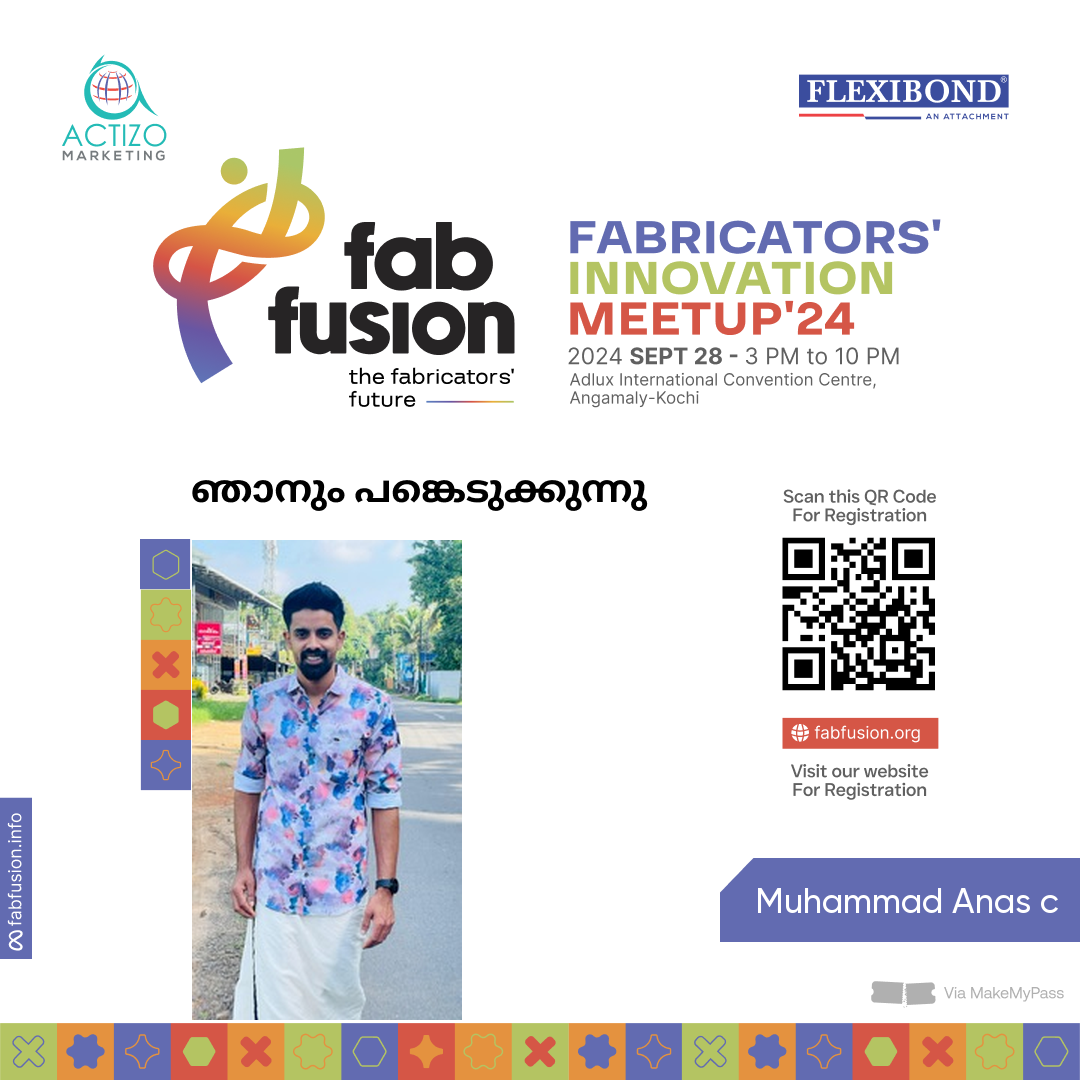 ACTIZO
MARKETING
FLEXIBOND®
AN ATTACHMENT
fab
fusion
the fabricators'
future
FABRICATORS'
INNOVATION
MEETUP'24
2024 SEPT 28 - 3 PM to 10 PM
Adlux International Convention Centre,
Angamaly-Kochi
ഞാനും പങ്കെടുക്കുന്നു
Scan this QR Code
For Registration
fabfusion.org
Visit our website
For Registration
fabfusion.info
Muhammad Anas c
Via MakeMyPass